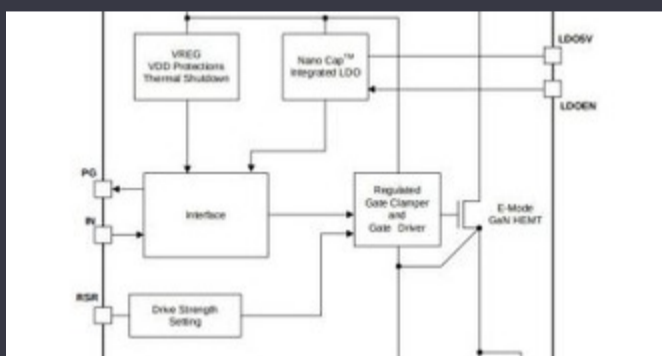 VREG
VDD Protections
Thermal Shutdown
Nano Cap™
Integrated LDO
LDO5V
LDOEN
PG
IN
Interface
Regulated
Gate Clamper
and
Gate Driver
E-Mode
GaN HEMT
RSR
Drive Strength
Setting